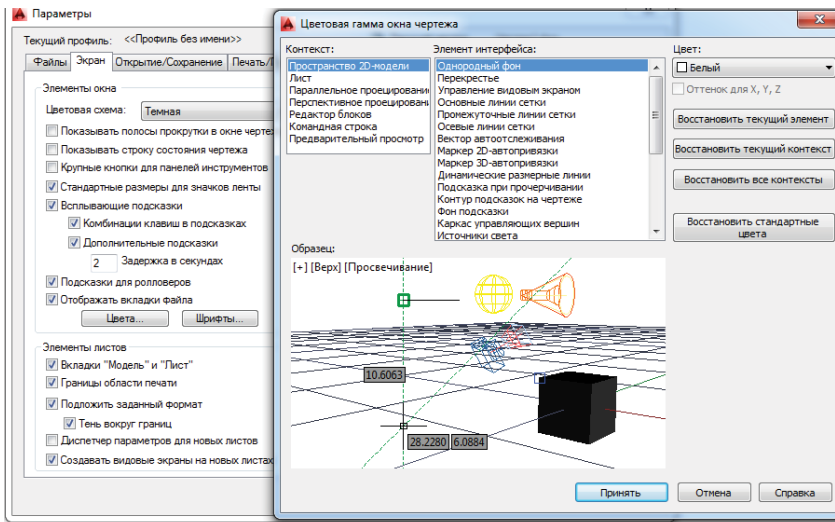 Параметры
Текущий профиль: <<Профиль без имени>>
Файлы Экран Открытие/Сохранение Печать/
Элементы окна
Цветовая схема: Темная
Показывать полосы прокрутки в окне черте
Показывать строку состояния чертежа
Крупные кнопки для панелей инструментов
Стандартные размеры для значков ленты
Всплывающие подсказки
Комбинации клавиш в подсказках
Дополнительные подсказки
2 Задержка в секундах
Подсказки для ролловеров
Отображать вкладки файла
Цвета... Шрифты...
Элементы листов
Вкладки "Модель" и "Лист"
Границы области печати
Подложить заданный формат
Тень вокруг границ
Диспетчер параметров для новых листов
Создавать видовые экраны на новых листах
Цветовая гамма окна чертежа
Контекст:
Пространство 2D-модели
Лист
Параллельное проецировани
Перспективное проецировани
Редактор блоков
Командная строка
Предварительный просмотр
Элемент интерфейса:
Однородный фон
Перекрестье
Управление видовым экраном
Основные линии сетки
Промежуточные линии сетки
Осевые линии сетки
Вектор автоотслеживания
Маркер 2D-автопривязки
Маркер 3D-автопривязки
Динамические размерные линии
Подсказка при прочерчивании
Контур подсказок на чертеже
Фон подсказки
Каркас управляющих вершин
Источники света
Цвет:
Белый
Оттенок для X, Y, Z
Восстановить текущий элемент
Восстановить текущий контекст
Восстановить все контексты
Восстановить стандартные
цвета
Образец:
[+] [Верх] [Просвечивание]
10.6063
28.2280 6.0884
Принять Отмена Справка